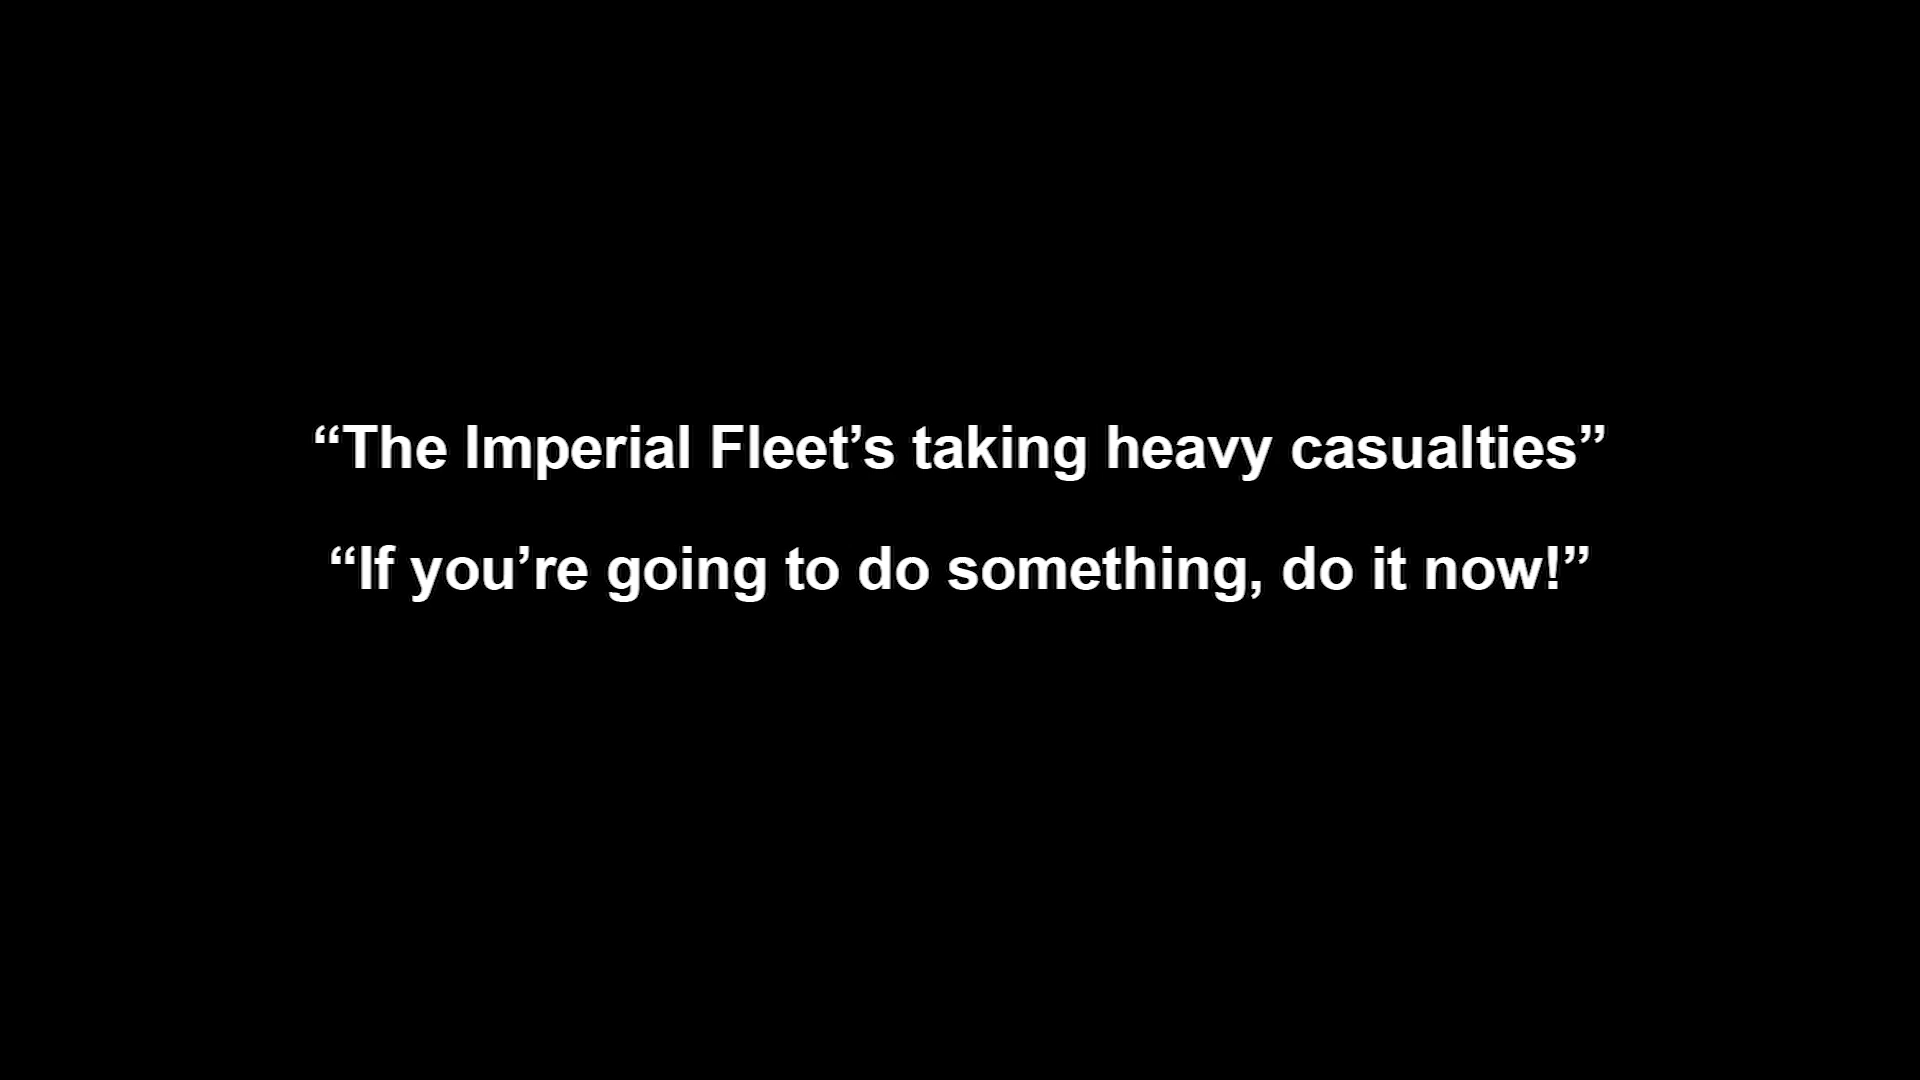 “The Imperial Fleet’s taking heavy casualties”
“If you’re going to do something, do it now!”